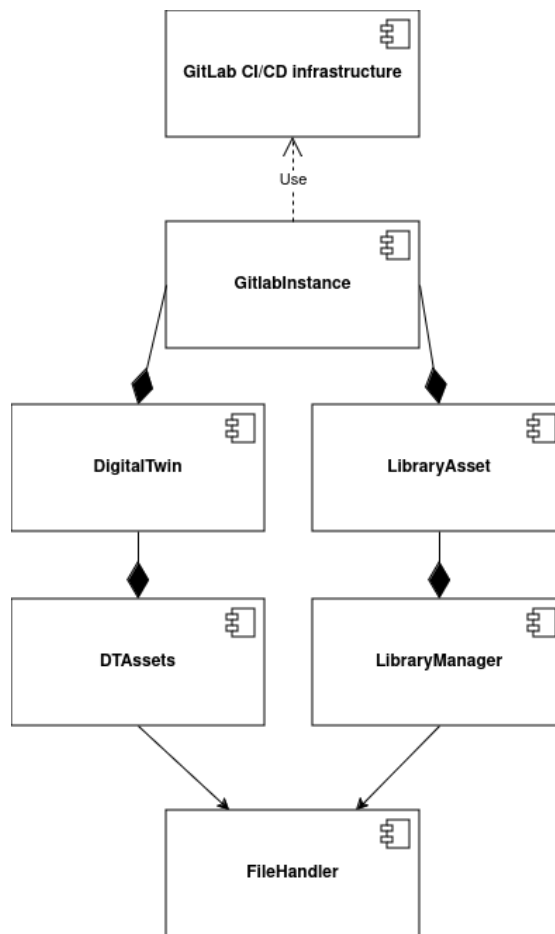 GitLab CI/CD infrastructure
Use
GitlabInstance
DigitalTwin
LibraryAsset
DTAssets
LibraryManager
FileHandler